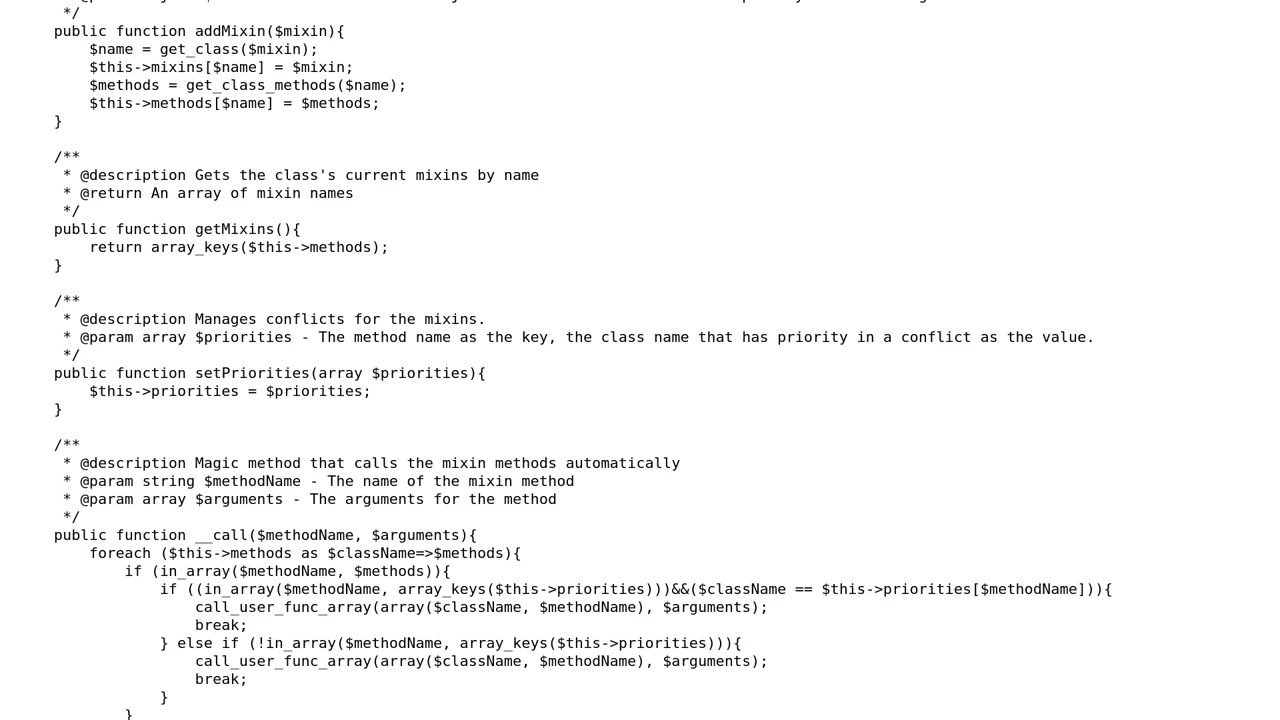 */
public function addMixin($mixin){
$name = get_class($mixin);
$this->mixins[$name] = $mixin;
$methods = get_class_methods($name);
$this->methods[$name] = $methods;
}
/**
* @description Gets the class's current mixins by name
* @return An array of mixin names
*/
public function getMixins(){
return array_keys($this->methods);
}
/**
* @description Manages conflicts for the mixins.
* @param array $priorities - The method name as the key, the class name that has priority in a conflict as the value.
*/
public function setPriorities(array $priorities){
$this->priorities = $priorities;
}
/**
* @description Magic method that calls the mixin methods automatically
* @param string $methodName - The name of the mixin method
* @param array $arguments - The arguments for the method
*/
public function __call($methodName, $arguments){
foreach ($this->methods as $className=>$methods){
if (in_array($methodName, $methods)){
if ((in_array($methodName, array_keys($this->priorities)))&&($className == $this->priorities[$methodName])){
call_user_func_array(array($className, $methodName), $arguments);
break;
} else if (!in_array($methodName, array_keys($this->priorities))){
call_user_func_array(array($className, $methodName), $arguments);
break;
}
}